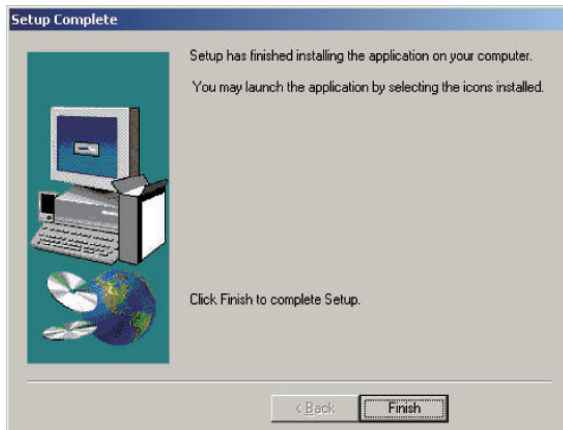 Setup Complete
Setup has finished installing the application on your computer.
You may launch the application by selecting the icons installed.
Click Finish to complete Setup.
< Back
Finish